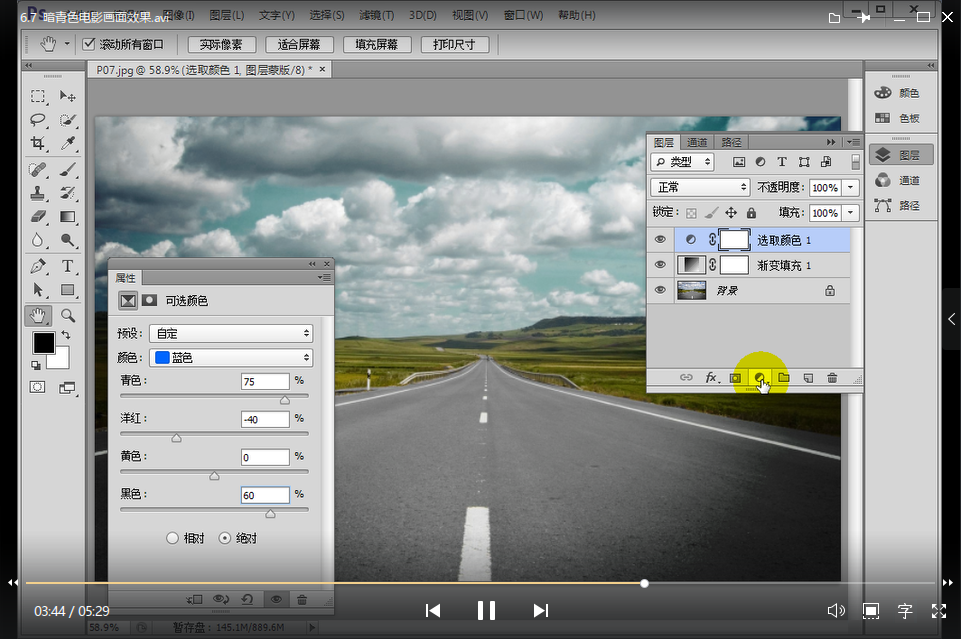 6.7 暗青色电影画面效果.avi
图像(I) 图层(L) 文字(Y) 选择(S) 滤镜(T) 3D(D) 视图(V) 窗口(W) 帮助(H)
滚动所有窗口 实际像素 适合屏幕 填充屏幕 打印尺寸
P07.jpg @ 58.9% (选取颜色 1, 图层蒙版/8) * ×
颜色
色板
图层
通道
路径
图层 通道 路径
类型
正常 不透明度: 100%
锁定: 填充: 100%
选取颜色 1
渐变填充 1
背景
fx
属性
可选颜色
预设: 自定
颜色: 蓝色
青色: 75 %
洋红: -40 %
黄色: 0 %
黑色: 60 %
相对 绝对
03:44 / 05:29
字
58.9% 暂存盘: 145.1M/889.6M